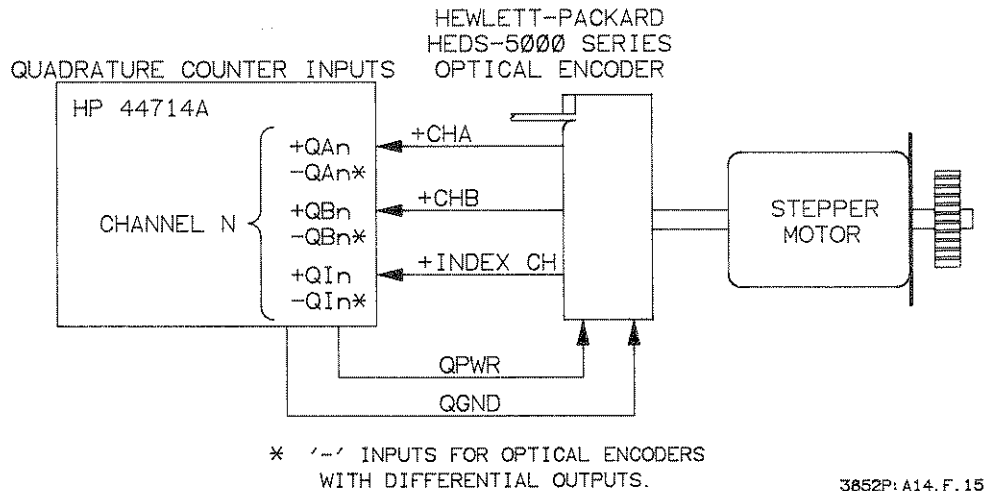 HEWLETT-PACKARD
HEDS-5000 SERIES
OPTICAL ENCODER
QUADRATURE COUNTER INPUTS
HP 44714A
+QAn
-QAn*
+QBn
-QBn*
+QIn
-QIn*
CHANNEL N
+CHA
+CHB
+INDEX CH
STEPPER
MOTOR
QPWR
QGND
* '-' INPUTS FOR OPTICAL ENCODERS
WITH DIFFERENTIAL OUTPUTS.
3852P:A14.F.15